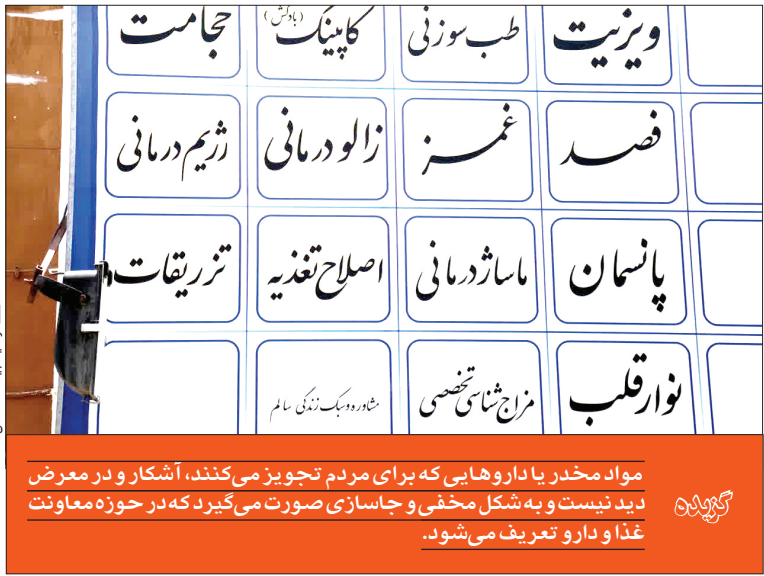 ویزیت
طب سوزنی
کاپینگ (بادکش)
حجامت
فصد
غمز
زالو درمانی
رژیم درمانی
پانسمان
ماساژ درمانی
اصلاح تغذیه
تزریقات
نوار قلب
مزاج شناسی تخصصی
مشاوره و سبک زندگی سالم
گزیده
مواد مخدر یا داروهایی که برای مردم تجویز می‌کنند، آشکار و در معرض
دید نیست و به شکل مخفی و جاسازی صورت می‌گیرد که در حوزه معاونت
غذا و دارو تعریف می‌شود.